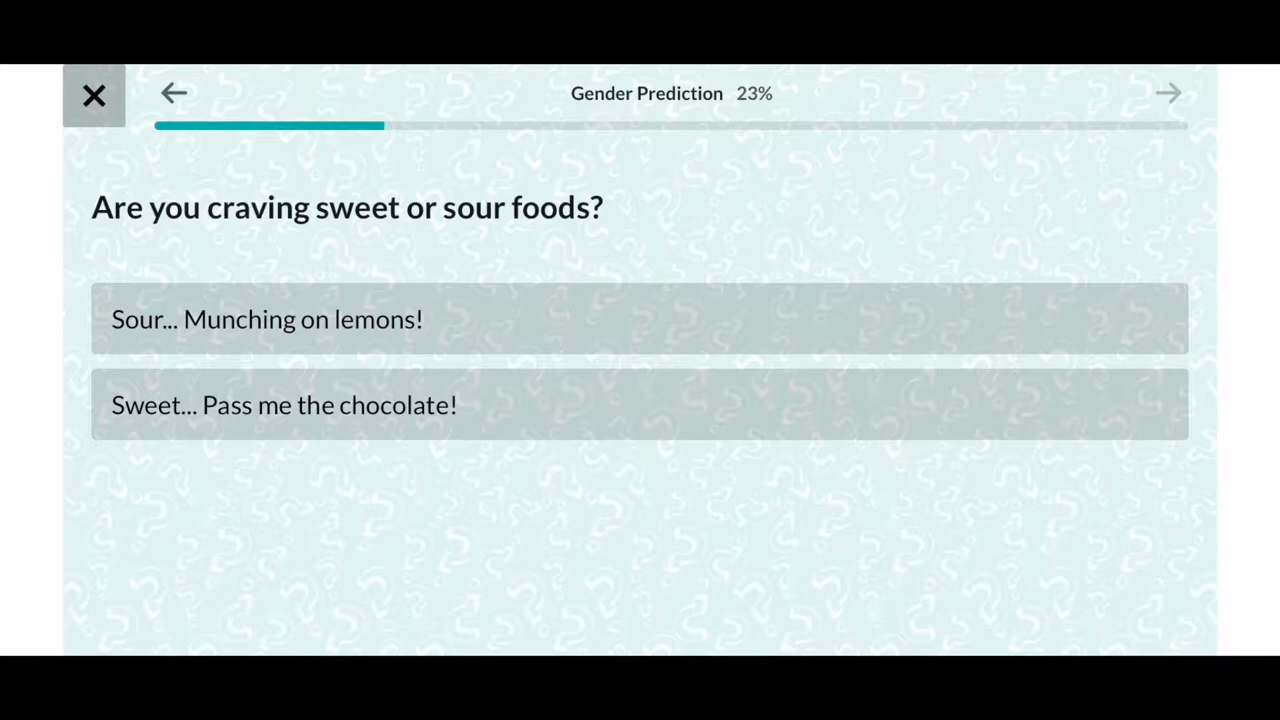 Gender Prediction 23%
Are you craving sweet or sour foods?
Sour... Munching on lemons!
Sweet... Pass me the chocolate!